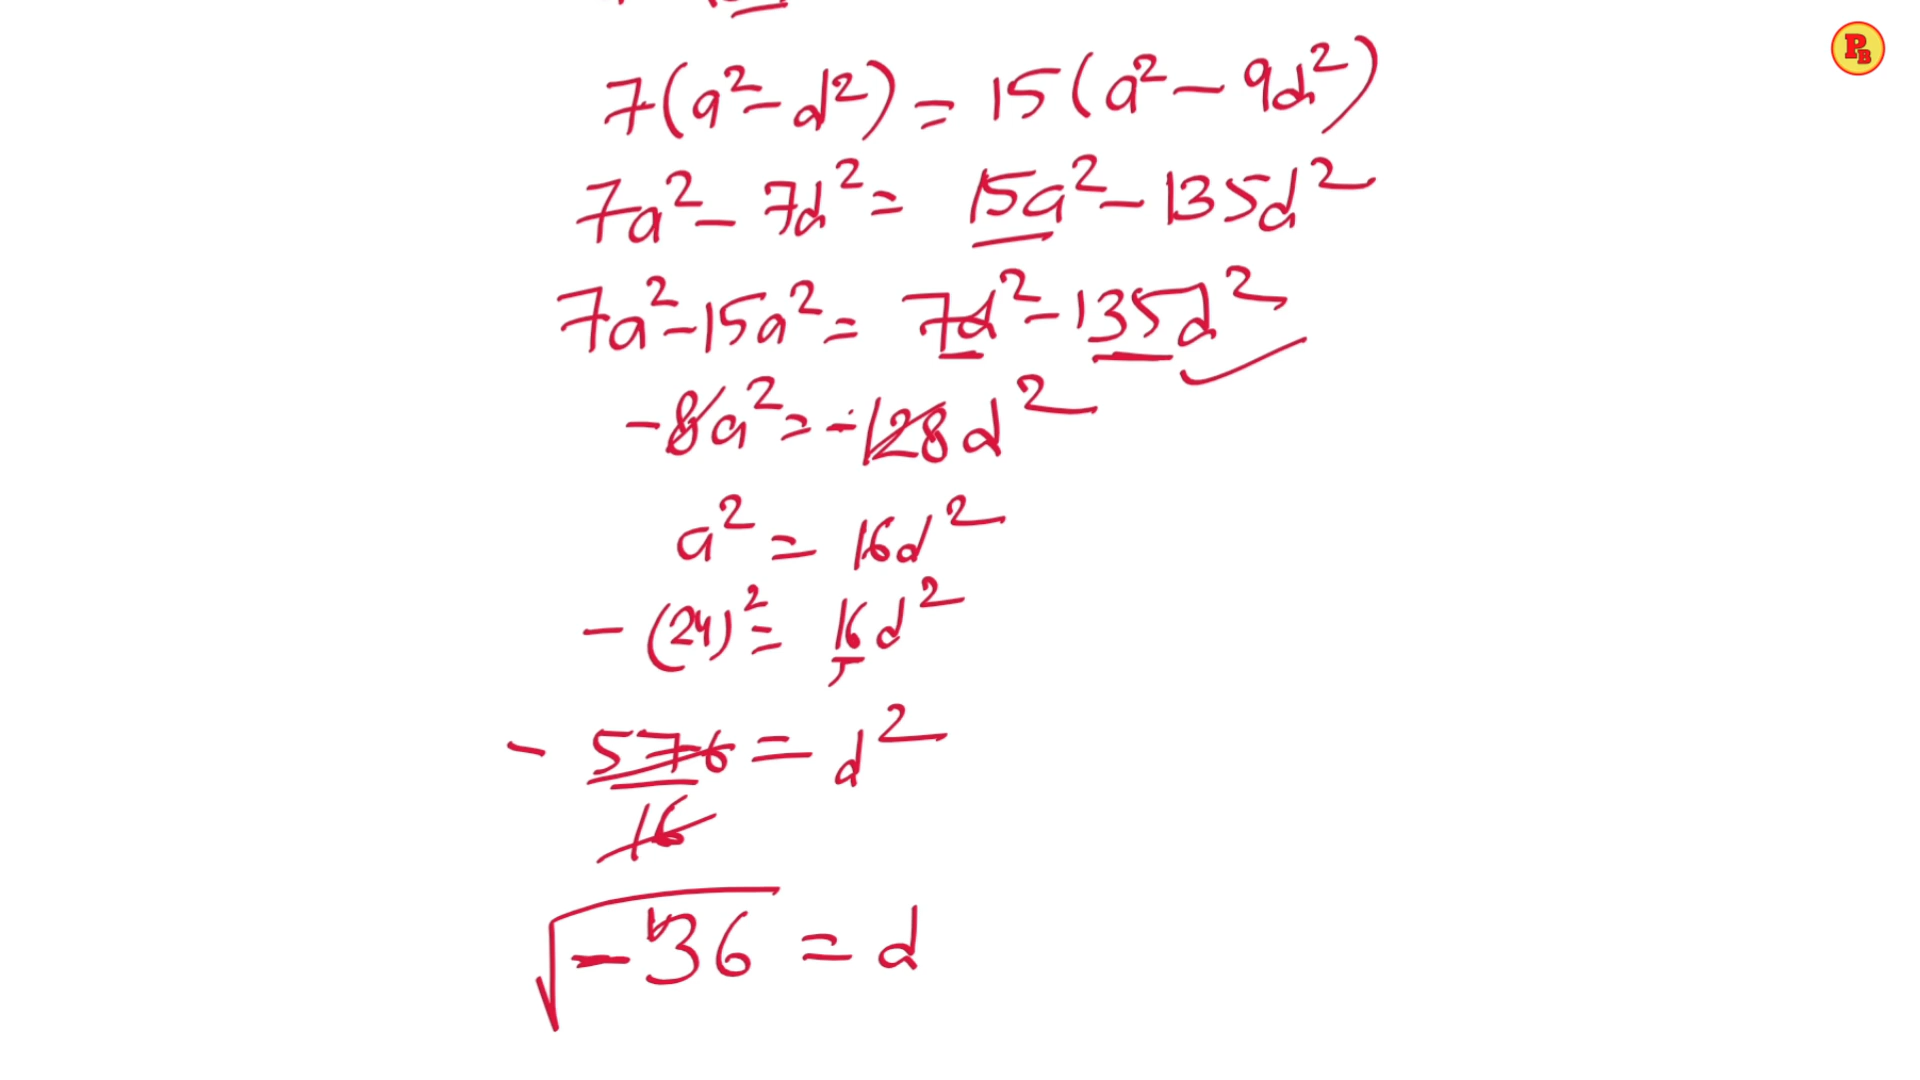 PB
7(a²-d²) = 15(a²-9d²)
7a²-7d² = 15a²-135d²
7a²-15a² = 7d²-135d²
-8a² = -128d²
a² = 16d²
-(24)² = 16d²
-576/16 = d²
√-36 = d